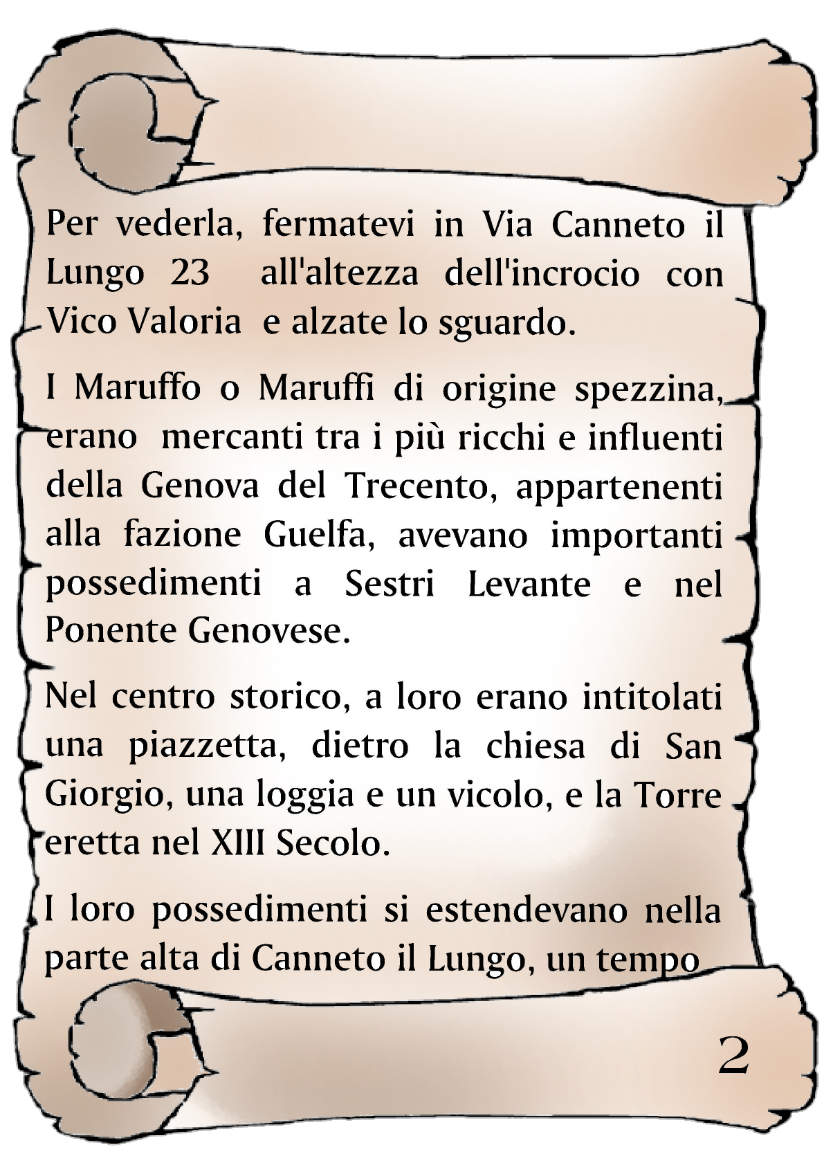 Per vederla, fermatevi in Via Canneto il
Lungo 23 all'altezza dell'incrocio con
Vico Valoria e alzate lo sguardo.
I Maruffo o Maruffi di origine spezzina,
erano mercanti tra i più ricchi e influenti
della Genova del Trecento, appartenenti
alla fazione Guelfa, avevano importanti
possedimenti a Sestri Levante e nel
Ponente Genovese.
Nel centro storico, a loro erano intitolati
una piazzetta, dietro la chiesa di San
Giorgio, una loggia e un vicolo, e la Torre
eretta nel XIII Secolo.
I loro possedimenti si estendevano nella
parte alta di Canneto il Lungo, un tempo
2